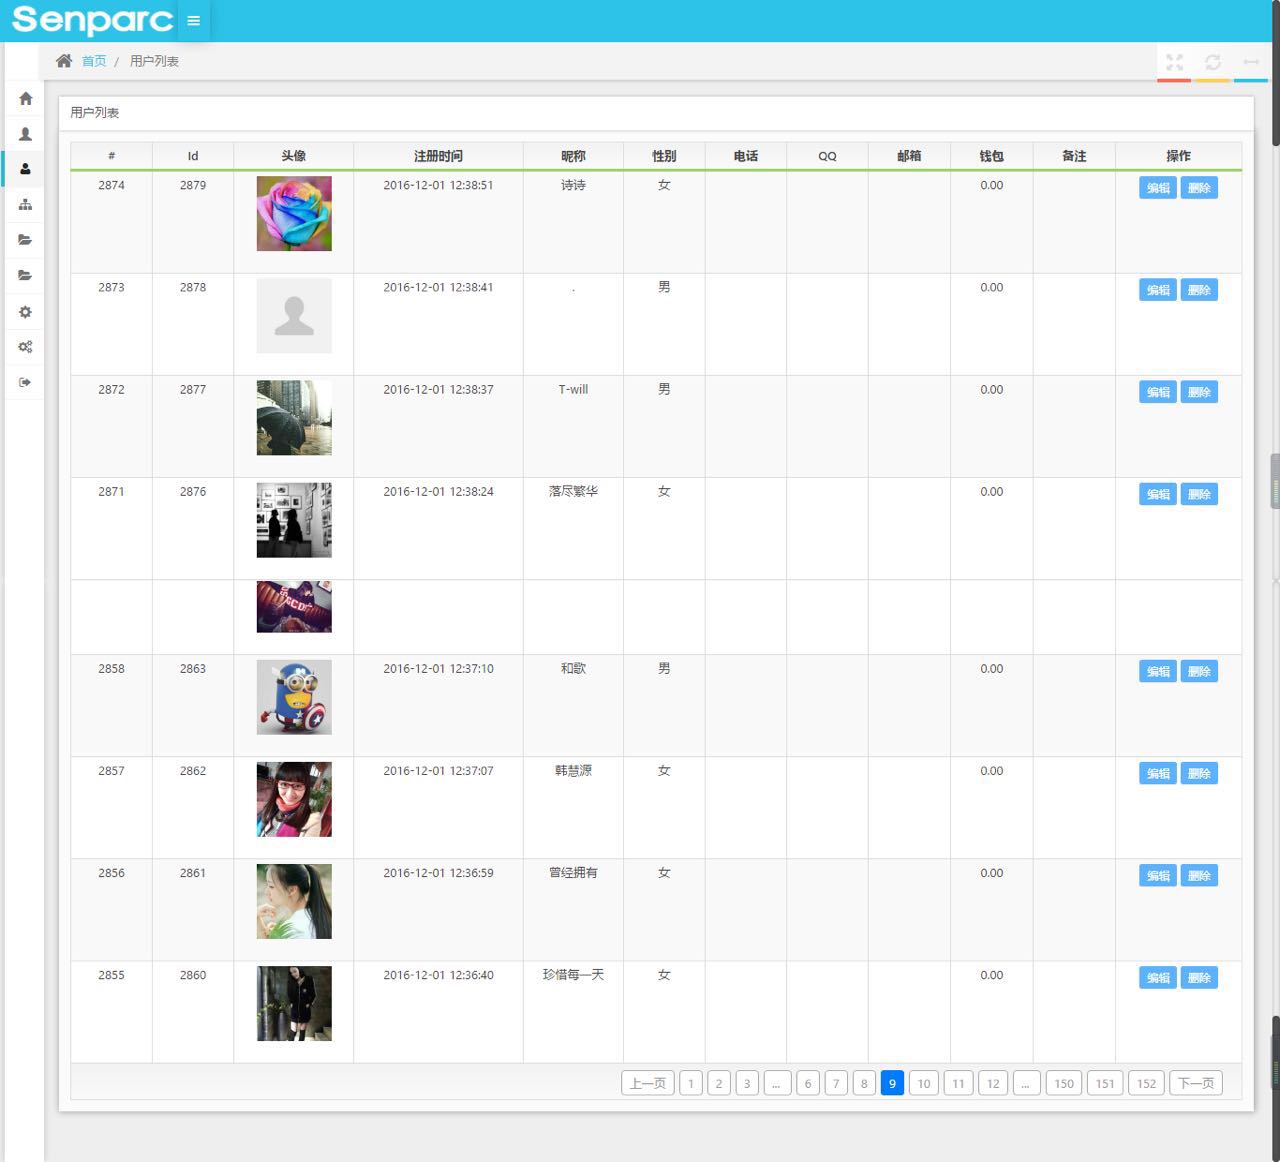 Senparc
首页 / 用户列表
用户列表
# Id 头像 注册时间 昵称 性别 电话 QQ 邮箱 钱包 备注 操作
2874 2879 2016-12-01 12:38:51 诗诗 女 0.00 编辑 删除
2873 2878 2016-12-01 12:38:41 . 男 0.00 编辑 删除
2872 2877 2016-12-01 12:38:37 T-will 男 0.00 编辑 删除
2871 2876 2016-12-01 12:38:24 落尽繁华 女 0.00 编辑 删除
2858 2863 2016-12-01 12:37:10 和歌 男 0.00 编辑 删除
2857 2862 2016-12-01 12:37:07 韩慧源 女 0.00 编辑 删除
2856 2861 2016-12-01 12:36:59 曾经拥有 女 0.00 编辑 删除
2855 2860 2016-12-01 12:36:40 珍惜每一天 女 0.00 编辑 删除
上一页 1 2 3 ... 6 7 8 9 10 11 12 ... 150 151 152 下一页